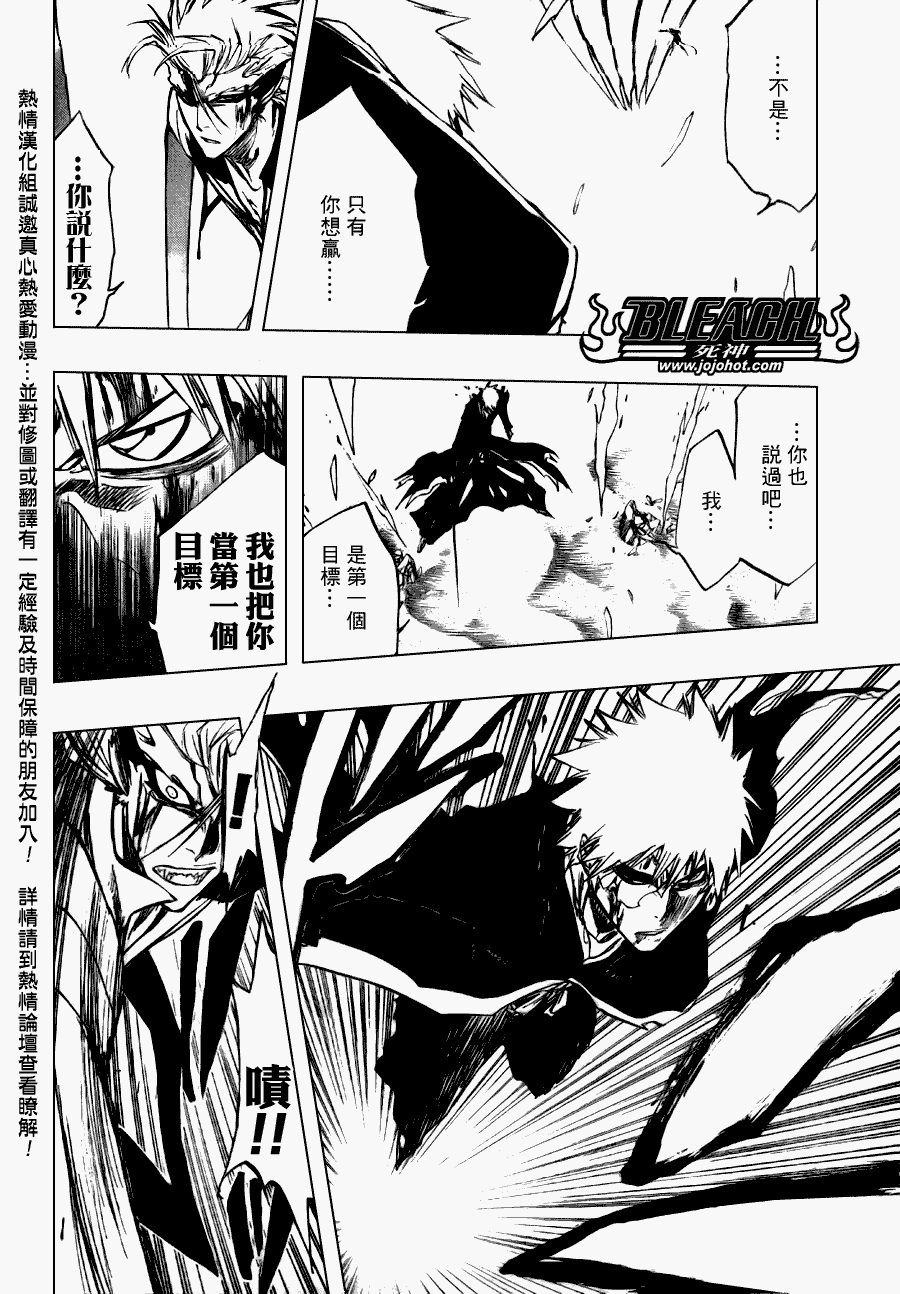 …不是…
只有
你想贏……
…你說什麼？
BLEACH
死神
www.jojohot.com
…你也
說過吧…
我…
是第一個
目標…
我也把你
當第一個
目標
！！
嘖！！
熱情漢化組誠邀真心熱愛動漫…並對修圖或翻譯有一定經驗及時間保障的朋友加入！ 詳情請到熱情論壇查看瞭解！